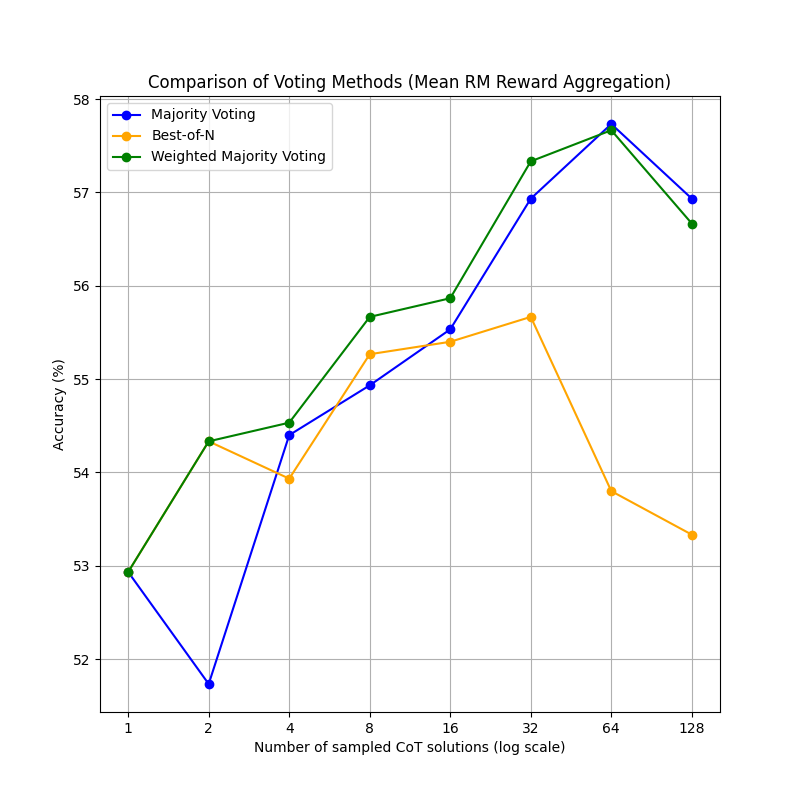 Comparison of Voting Methods (Mean RM Reward Aggregation)
Majority Voting
Best-of-N
Weighted Majority Voting
58
57
56
55
54
53
52
Accuracy (%)
1 2 4 8 16 32 64 128
Number of sampled CoT solutions (log scale)